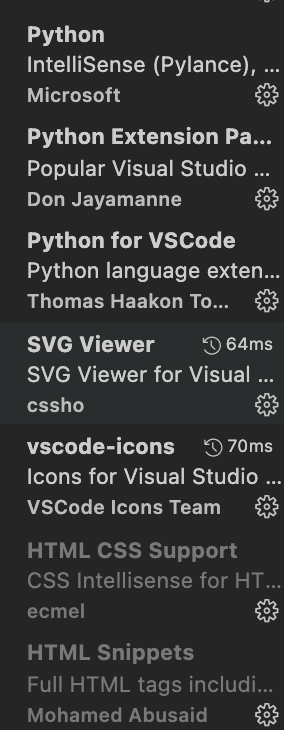 Python
IntelliSense (Pylance), ...
Microsoft
Python Extension Pa...
Popular Visual Studio ...
Don Jayamanne
Python for VSCode
Python language exten...
Thomas Haakon To...
SVG Viewer 64ms
SVG Viewer for Visual ...
cssho
vscode-icons 70ms
Icons for Visual Studio ...
VSCode Icons Team
HTML CSS Support
CSS Intellisense for HT...
ecmel
HTML Snippets
Full HTML tags includi...
Mohamed Abusaid